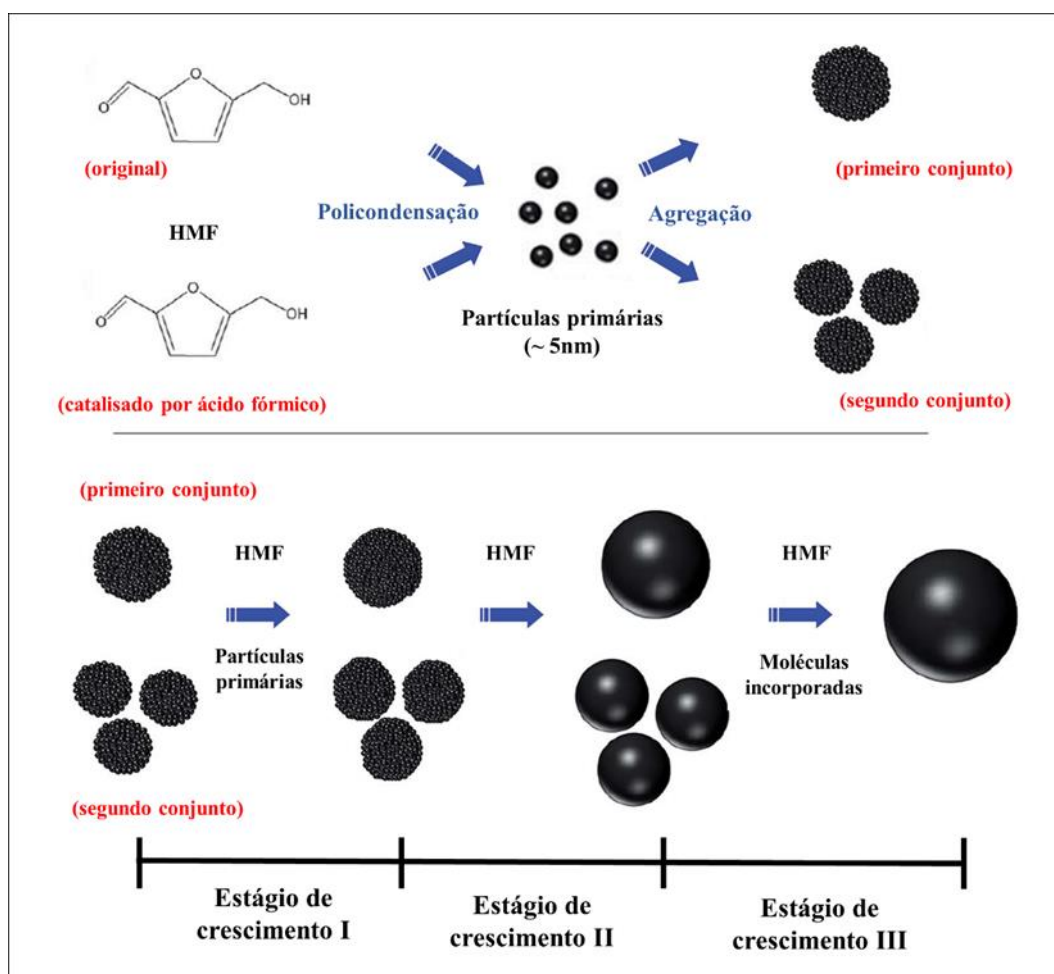 O
O
OH
(original)
(primeiro conjunto)
Policondensação
Agregação
HMF
O
O
OH
Partículas primárias
(~ 5nm)
(catalisado por ácido fórmico)
(segundo conjunto)
(primeiro conjunto)
HMF
HMF
HMF
Partículas
primárias
Moléculas
incorporadas
(segundo conjunto)
Estágio de
crescimento I
Estágio de
crescimento II
Estágio de
crescimento III